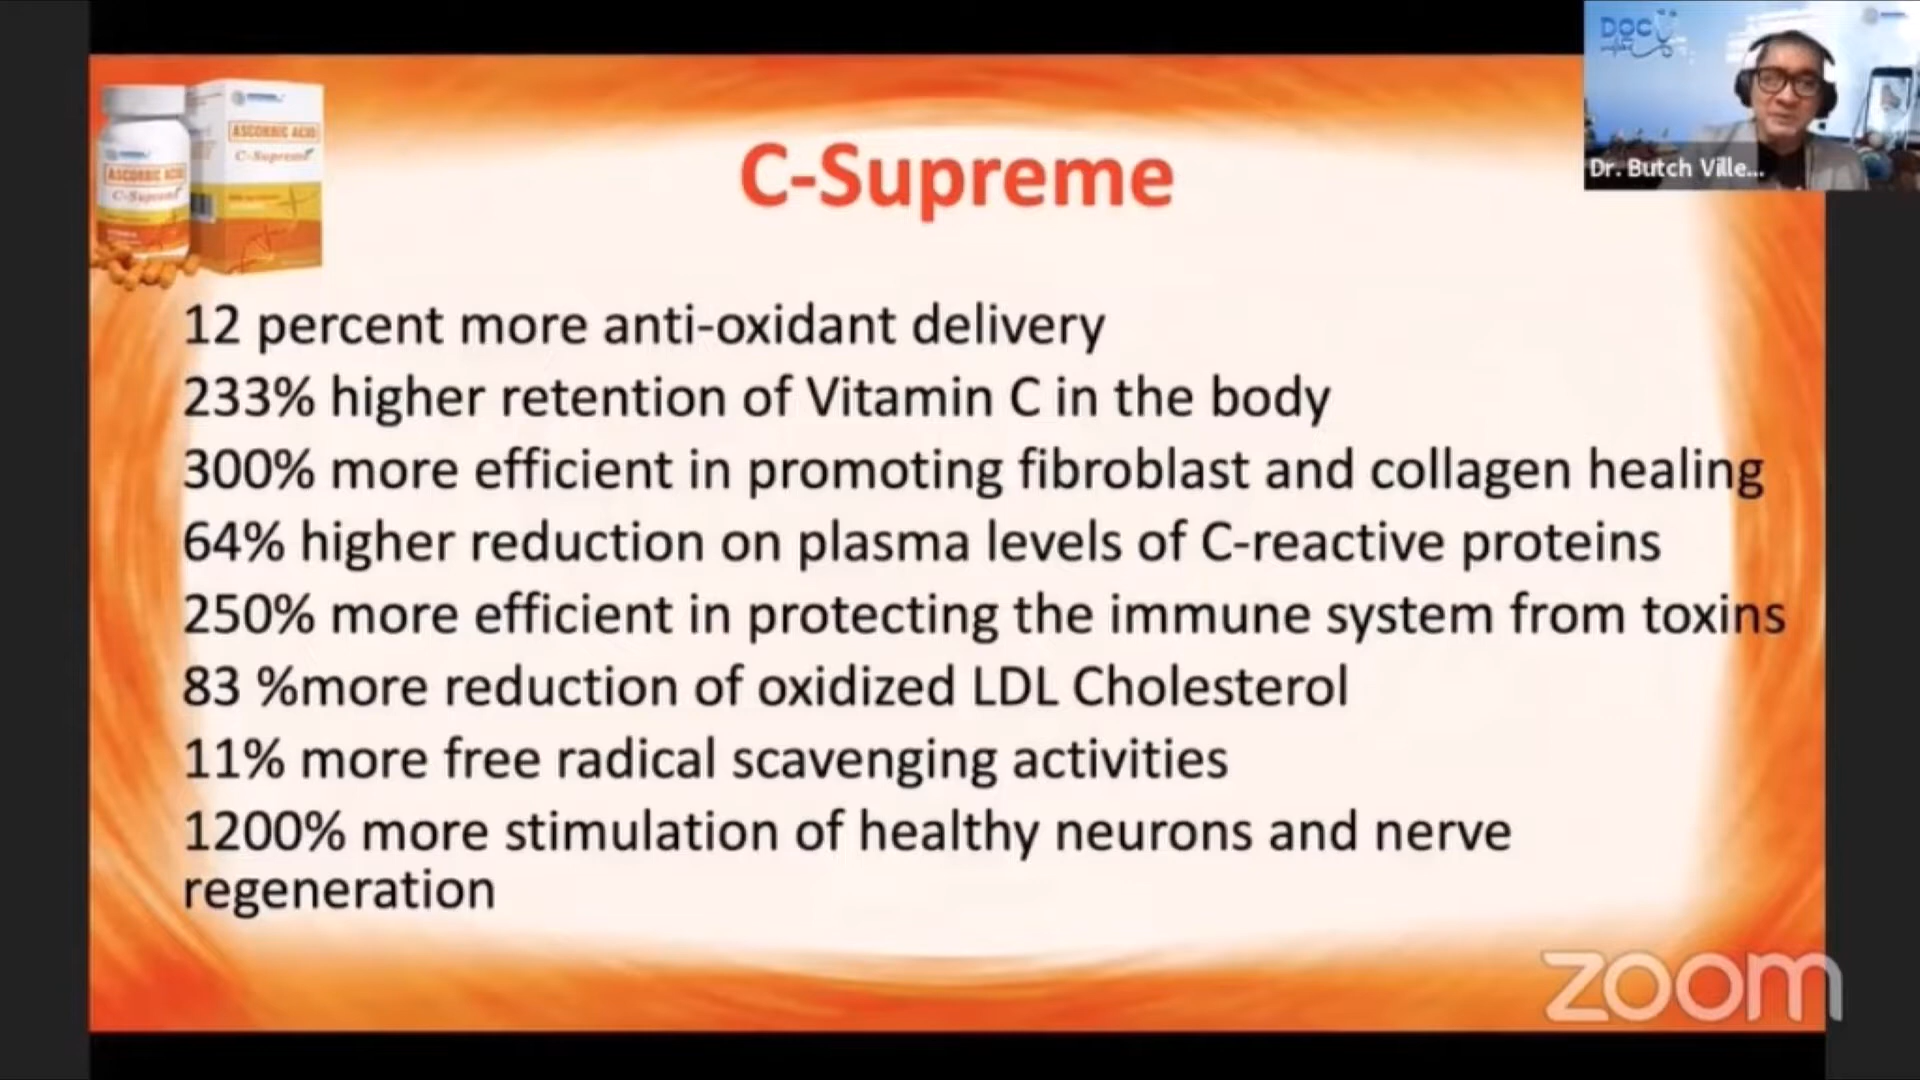 DOC
ASCORBIC ACID
C-Supreme
ASCORBIC ACID
C-Supreme
C-Supreme
Dr. Butch Ville...
12 percent more anti-oxidant delivery
233% higher retention of Vitamin C in the body
300% more efficient in promoting fibroblast and collagen healing
64% higher reduction on plasma levels of C-reactive proteins
250% more efficient in protecting the immune system from toxins
83 %more reduction of oxidized LDL Cholesterol
11% more free radical scavenging activities
1200% more stimulation of healthy neurons and nerve
regeneration
zoom